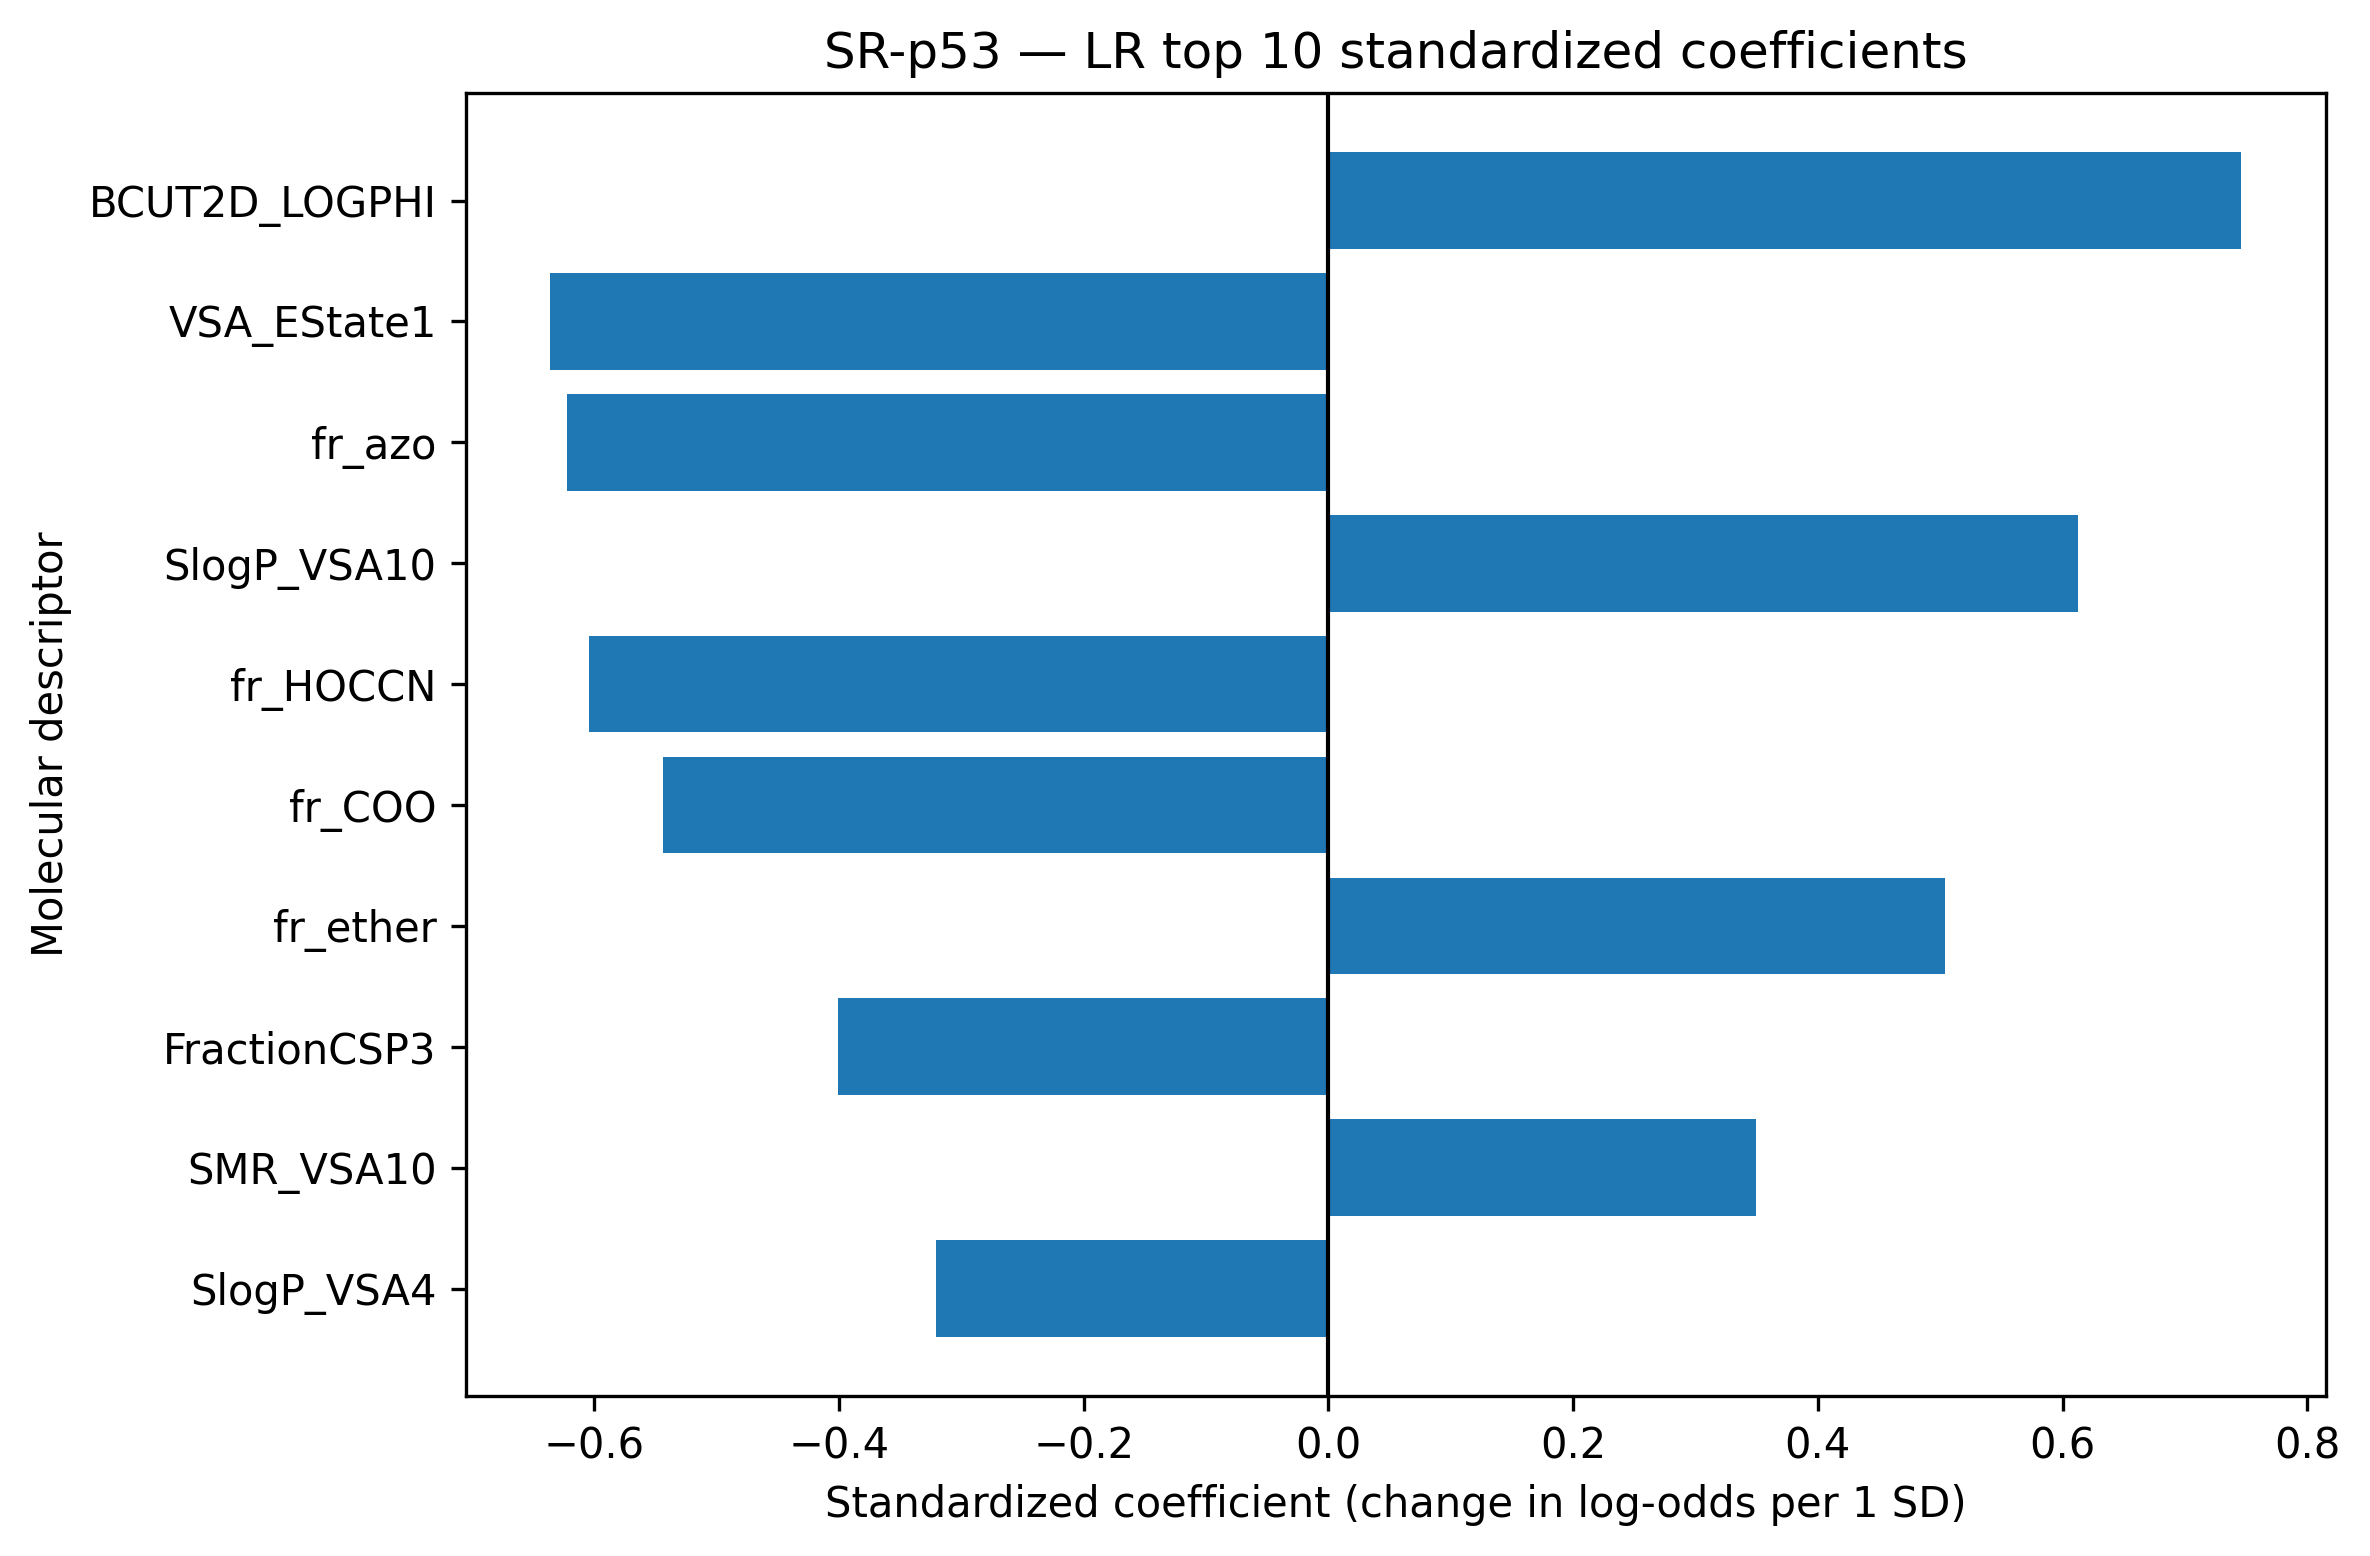 SR-p53 — LR top 10 standardized coefficients
Molecular descriptor
BCUT2D_LOGPHI
VSA_EState1
fr_azo
SlogP_VSA10
fr_HOCCN
fr_COO
fr_ether
FractionCSP3
SMR_VSA10
SlogP_VSA4
−0.6 −0.4 −0.2 0.0 0.2 0.4 0.6 0.8
Standardized coefficient (change in log-odds per 1 SD)